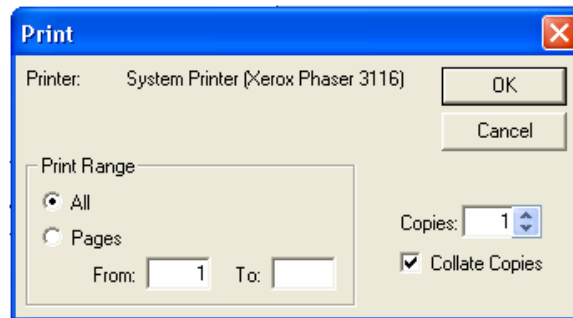 Print
Printer: System Printer (Xerox Phaser 3116)
OK
Cancel
Print Range
All
Pages
From: 1 To:
Copies: 1
Collate Copies